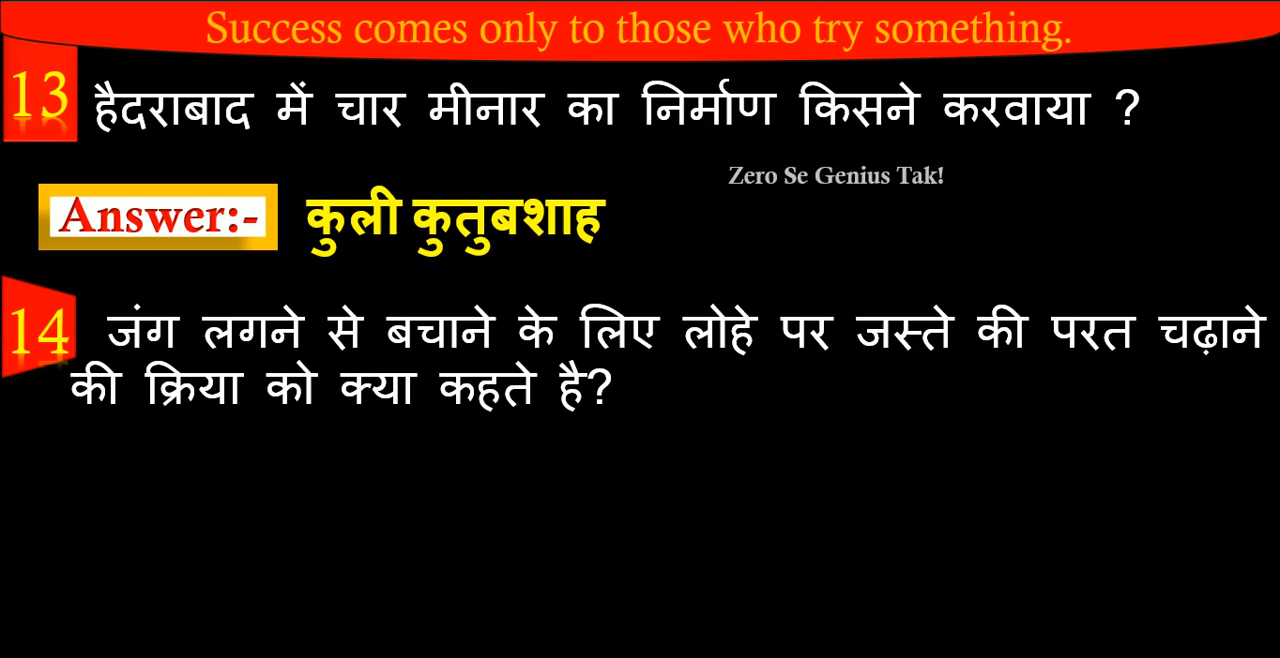 Success comes only to those who try something.
13 हैदराबाद में चार मीनार का निर्माण किसने करवाया ?
Zero Se Genius Tak!
Answer:- कुली कुतुबशाह
14 जंग लगने से बचाने के लिए लोहे पर जस्ते की परत चढ़ाने
की क्रिया को क्या कहते है?